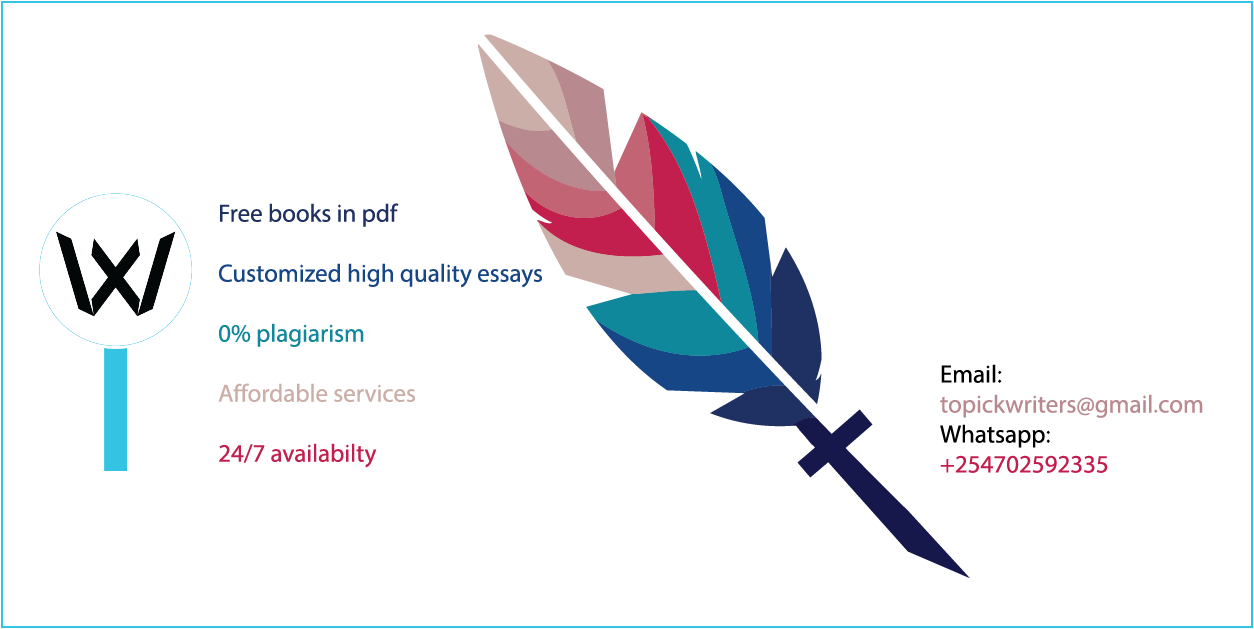 Free books in pdf
Customized high quality essays
0% plagiarism
Affordable services
24/7 availabilty
Email:
topickwriters@gmail.com
Whatsapp:
+254702592335